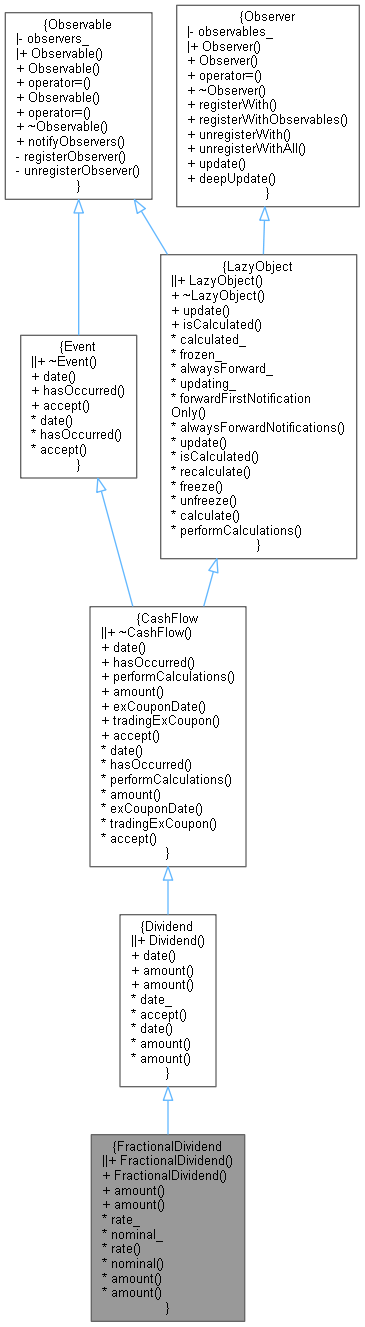 {Observable
|- observers_
|+ Observable()
+ Observable()
+ operator=()
+ Observable()
+ operator=()
+ ~Observable()
+ notifyObservers()
- registerObserver()
- unregisterObserver()
}
{Observer
|- observables_
|+ Observer()
+ Observer()
+ operator=()
+ ~Observer()
+ registerWith()
+ registerWithObservables()
+ unregisterWith()
+ unregisterWithAll()
+ update()
+ deepUpdate()
}
{LazyObject
||+ LazyObject()
+ ~LazyObject()
+ update()
+ isCalculated()
* calculated_
* frozen_
* alwaysForward_
* updating_
* forwardFirstNotification
Only()
* alwaysForwardNotifications()
* update()
* isCalculated()
* recalculate()
* freeze()
* unfreeze()
* calculate()
* performCalculations()
}
{Event
||+ ~Event()
+ date()
+ hasOccurred()
+ accept()
* date()
* hasOccurred()
* accept()
}
{CashFlow
||+ ~CashFlow()
+ date()
+ hasOccurred()
+ performCalculations()
+ amount()
+ exCouponDate()
+ tradingExCoupon()
+ accept()
* date()
* hasOccurred()
* performCalculations()
* amount()
* exCouponDate()
* tradingExCoupon()
* accept()
}
{Dividend
||+ Dividend()
+ date()
+ amount()
+ amount()
* date_
* accept()
* date()
* amount()
* amount()
}
{FractionalDividend
||+ FractionalDividend()
+ FractionalDividend()
+ amount()
+ amount()
* rate_
* nominal_
* rate()
* nominal()
* amount()
* amount()
}